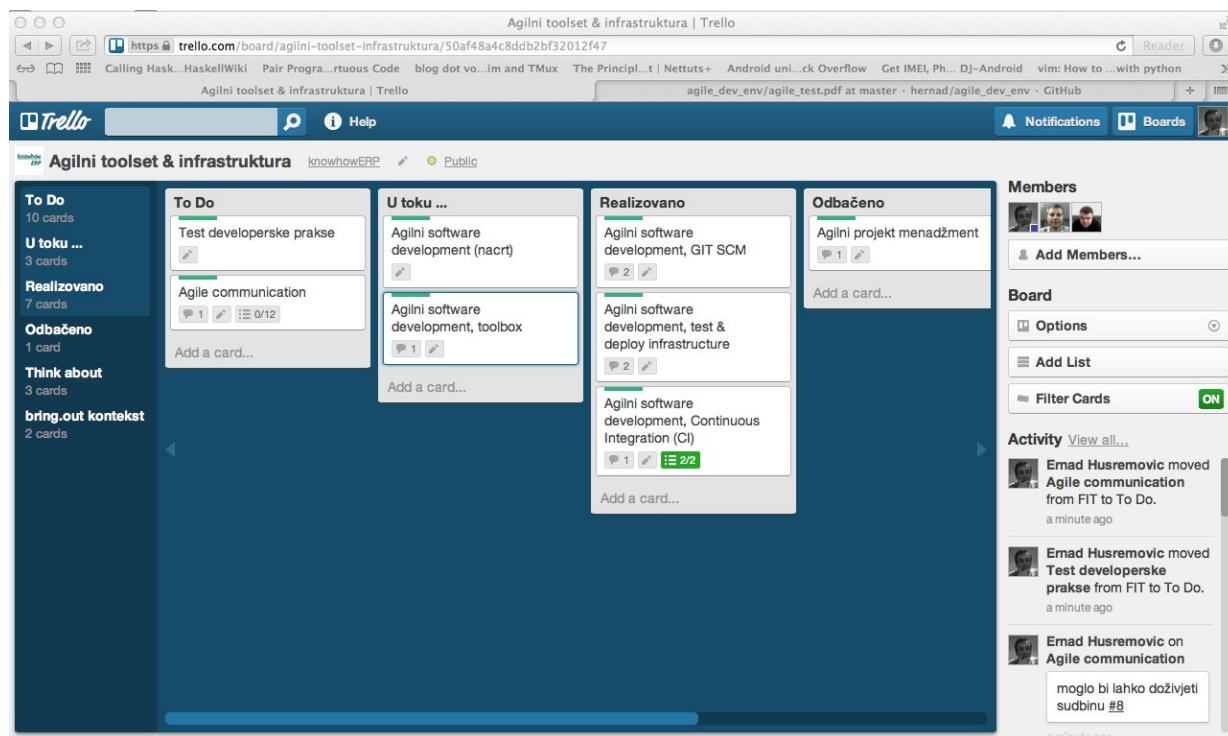 Agilni toolset & infrastruktura | Trello
https trello.com/board/agilni-toolset-infrastruktura/50af48a4c8ddb2bf32012f47
Reader
Calling Hask...HaskellWiki Pair Progra...rtuous Code blog dot vo...im and TMux The Principl...t | Nettuts+ Android uni...ck Overflow Get IMEI, Ph... DJ-Android vim: How to ...with python
Agilni toolset & infrastruktura | Trello
agile_dev_env/agile_test.pdf at master · hernad/agile_dev_env · GitHub
Trello
Help
Notifications
Boards
knowhow ERP
Agilni toolset & infrastruktura knowhowERP Public
To Do
10 cards
U toku ...
3 cards
Realizovano
7 cards
Odbačeno
1 card
Think about
3 cards
bring.out kontekst
2 cards
To Do
Test developerske prakse
Agile communication
1 0/12
Add a card...
U toku ...
Agilni software
development (nacrt)
Agilni software
development, toolbox
1
Add a card...
Realizovano
Agilni software
development, GIT SCM
2
Agilni software
development, test &
deploy infrastructure
2
Agilni software
development, Continuous
Integration (CI)
1 2/2
Add a card...
Odbačeno
Agilni projekt menadžment
1
Add a card...
Members
Add Members...
Board
Options
Add List
Filter Cards ON
Activity View all...
Ernad Husremovic moved
Agile communication
from FIT to To Do.
a minute ago
Ernad Husremovic moved
Test developerske
prakse from FIT to To Do.
a minute ago
Ernad Husremovic on
Agile communication
moglo bi lahko doživjeti
sudbinu #8